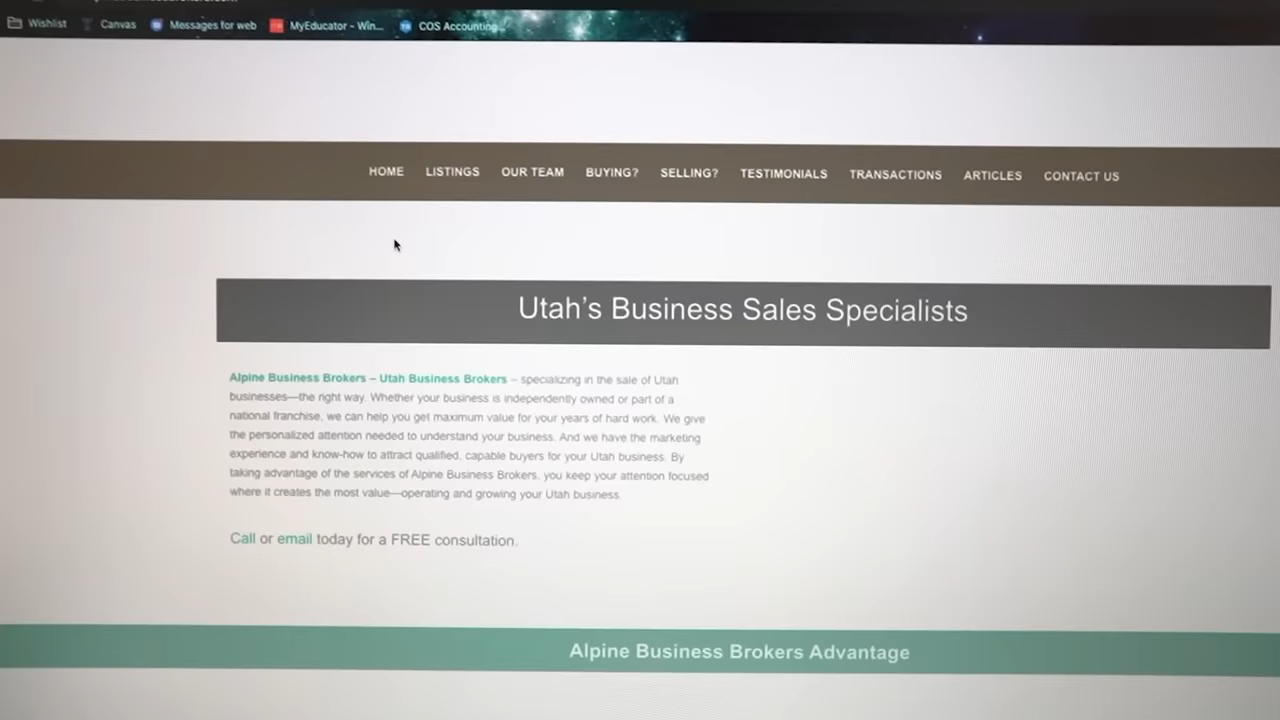 Wishlist Canvas Messages for web MyEducator - Win... COS Accounting...
HOME LISTINGS OUR TEAM BUYING? SELLING? TESTIMONIALS TRANSACTIONS ARTICLES CONTACT US
Utah's Business Sales Specialists
Alpine Business Brokers – Utah Business Brokers – specializing in the sale of Utah
businesses—the right way. Whether your business is independently owned or part of a
national franchise, we can help you get maximum value for your years of hard work. We give
the personalized attention needed to understand your business. And we have the marketing
experience and know-how to attract qualified, capable buyers for your Utah business. By
taking advantage of the services of Alpine Business Brokers, you keep your attention focused
where it creates the most value—operating and growing your Utah business.
Call or email today for a FREE consultation.
Alpine Business Brokers Advantage